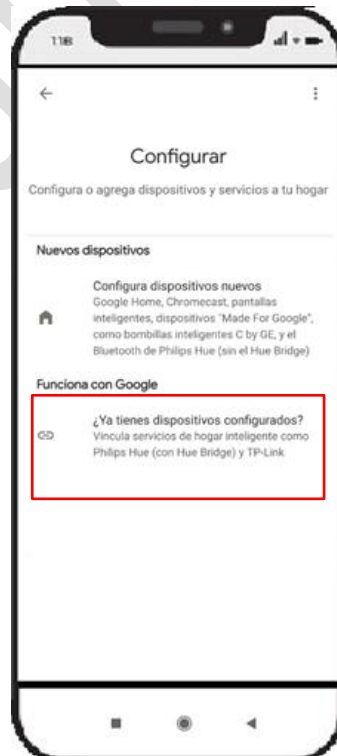 118
Configurar
Configura o agrega dispositivos y servicios a tu hogar
Nuevos dispositivos
Configura dispositivos nuevos
Google Home, Chromecast, pantallas
inteligentes, dispositivos "Made For Google",
como bombillas inteligentes C by GE, y el
Bluetooth de Philips Hue (sin el Hue Bridge)
Funciona con Google
¿Ya tienes dispositivos configurados?
Vincula servicios de hogar inteligente como
Philips Hue (con Hue Bridge) y TP-Link